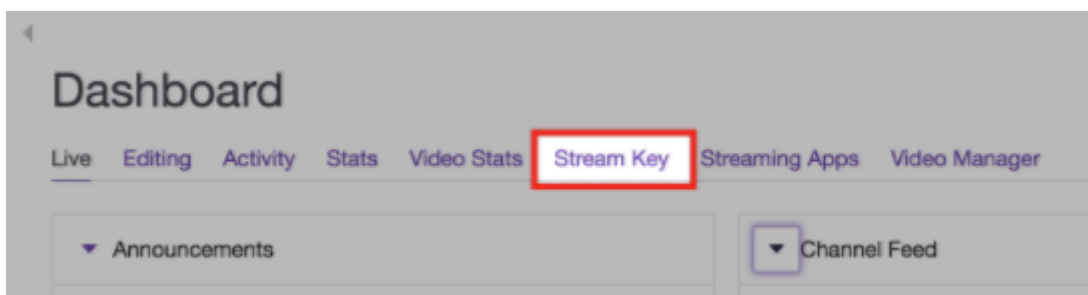 Dashboard
Live Editing Activity Stats Video Stats Stream Key Streaming Apps Video Manager
Announcements Channel Feed